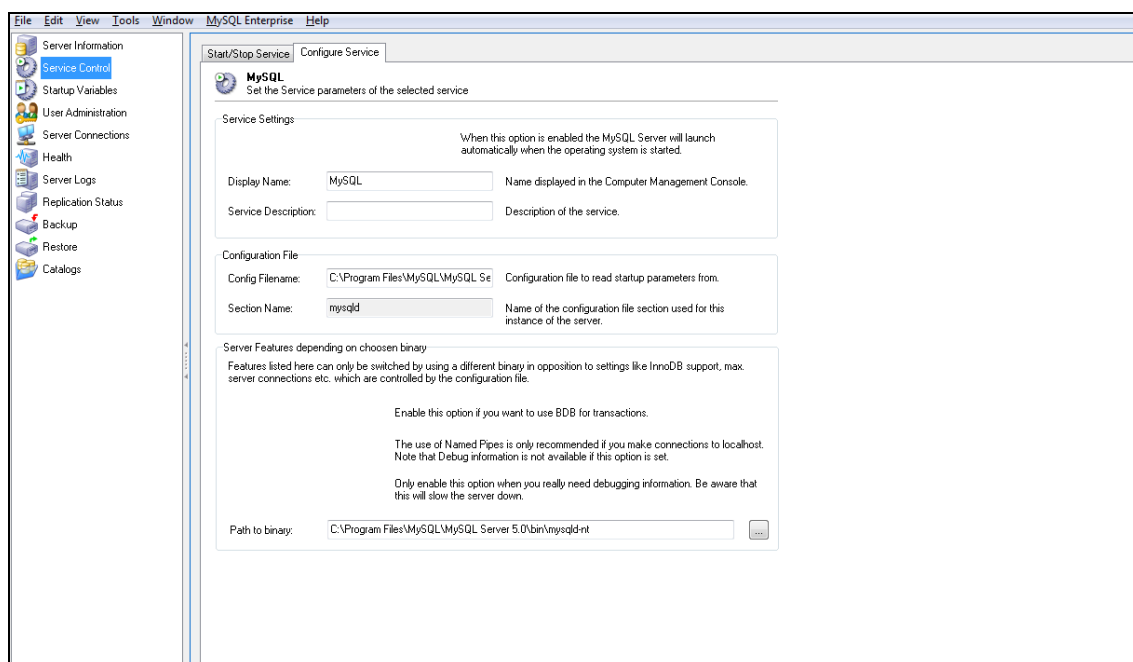 File Edit View Tools Window MySQL Enterprise Help
Server Information
Service Control
Startup Variables
User Administration
Server Connections
Health
Server Logs
Replication Status
Backup
Restore
Catalogs
Start/Stop Service Configure Service
MySQL
Set the Service parameters of the selected service
Service Settings
When this option is enabled the MySQL Server will launch
automatically when the operating system is started.
Display Name: MySQL Name displayed in the Computer Management Console.
Service Description: Description of the service.
Configuration File
Config Filename: C:\Program Files\MySQL\MySQL Se Configuration file to read startup parameters from.
Section Name: mysqld Name of the configuration file section used for this
instance of the server.
Server Features depending on choosen binary
Features listed here can only be switched by using a different binary in opposition to settings like InnoDB support, max.
server connections etc. which are controlled by the configuration file.
Enable this option if you want to use BDB for transactions.
The use of Named Pipes is only recommended if you make connections to localhost.
Note that Debug information is not available if this option is set.
Only enable this option when you really need debugging information. Be aware that
this will slow the server down.
Path to binary: C:\Program Files\MySQL\MySQL Server 5.0\bin\mysqld-nt ...